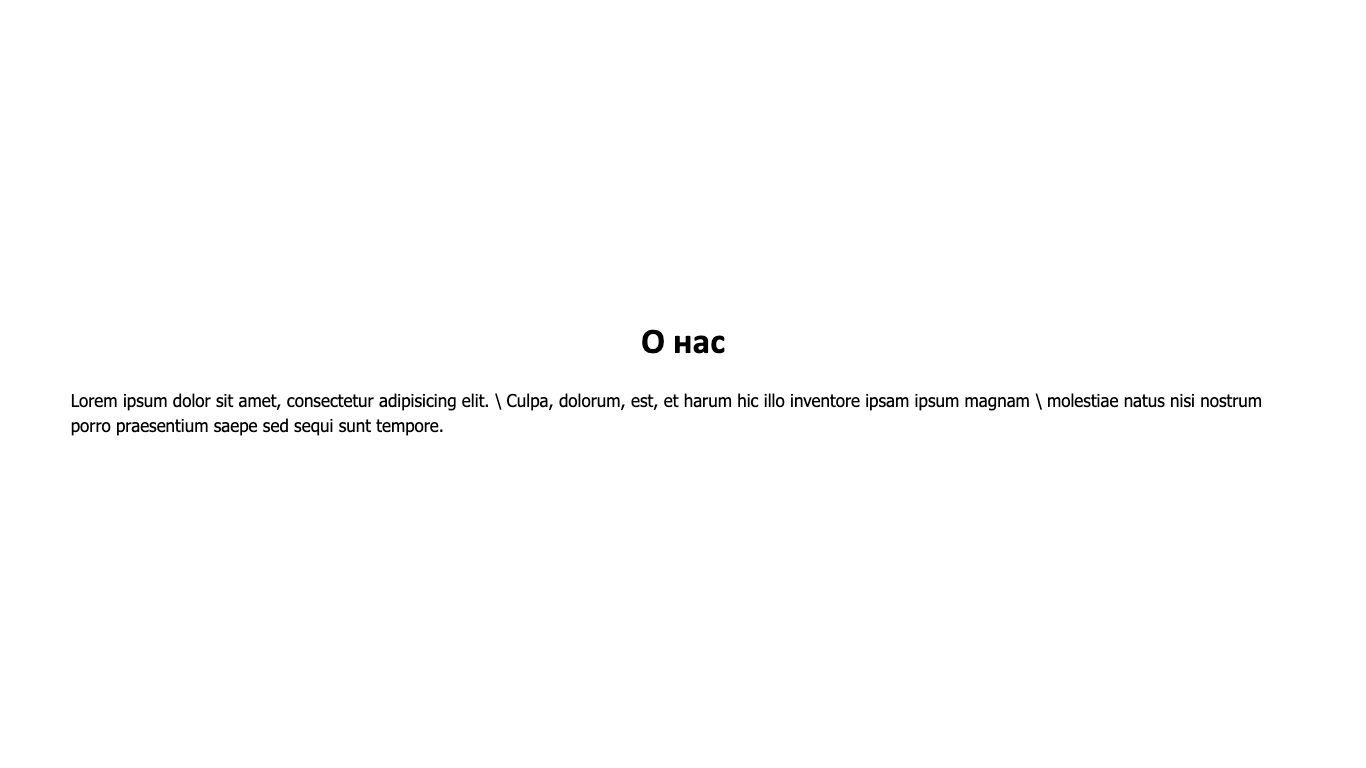 О нас
Lorem ipsum dolor sit amet, consectetur adipisicing elit. \ Culpa, dolorum, est, et harum hic illo inventore ipsam ipsum magnam \ molestiae natus nisi nostrum
porro praesentium saepe sed sequi sunt tempore.